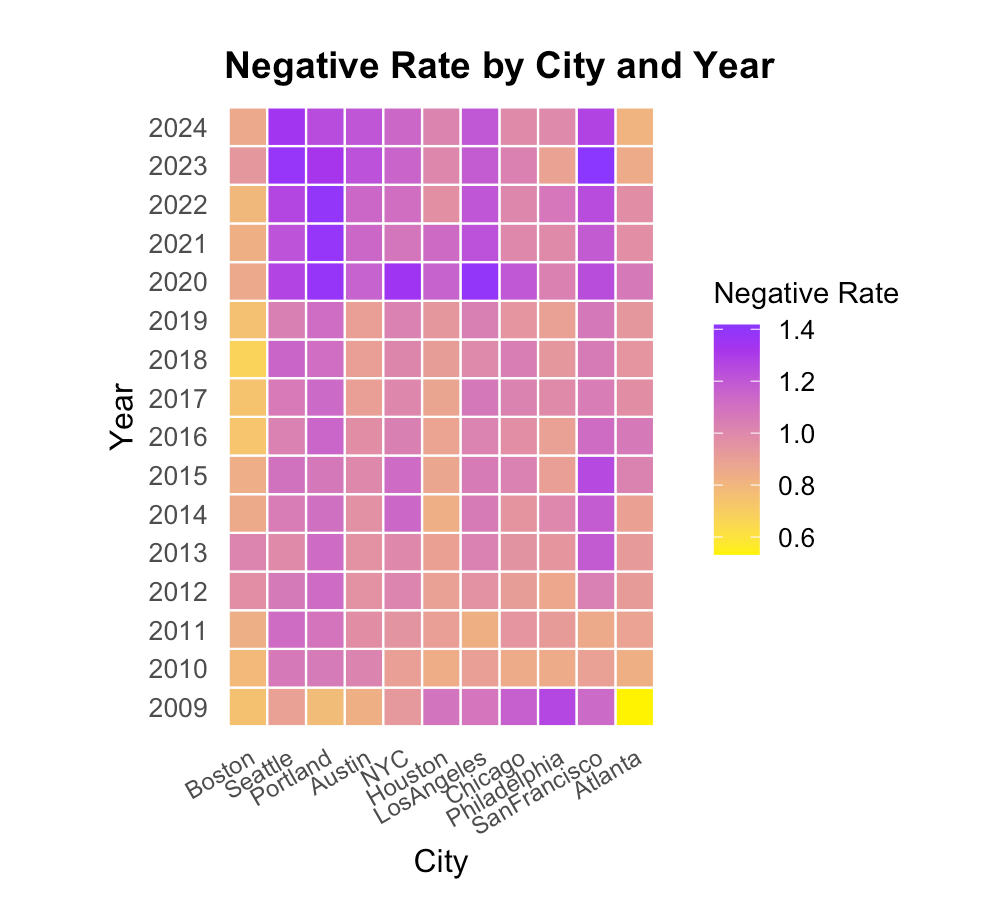 Negative Rate by City and Year
2024
2023
2022
2021
2020
2019
2018
2017
2016
2015
2014
2013
2012
2011
2010
2009
Year
Boston
Seattle
Portland
Austin
NYC
Houston
LosAngeles
Chicago
Philadelphia
SanFrancisco
Atlanta
City
Negative Rate
1.4
1.2
1.0
0.8
0.6